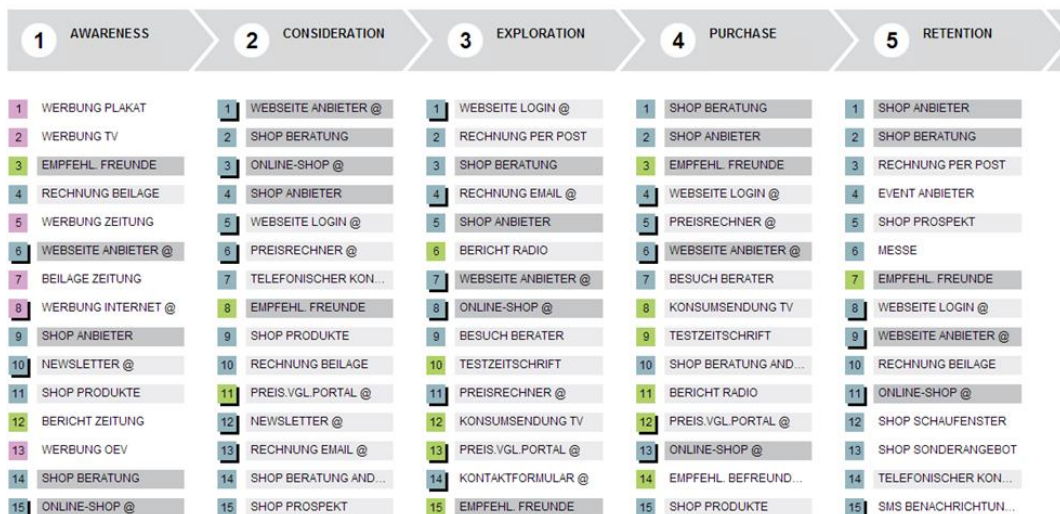 1 AWARENESS
2 CONSIDERATION
3 EXPLORATION
4 PURCHASE
5 RETENTION
1 WERBUNG PLAKAT
2 WERBUNG TV
3 EMPFEHL. FREUNDE
4 RECHNUNG BEILAGE
5 WERBUNG ZEITUNG
6 WEBSEITE ANBIETER @
7 BEILAGE ZEITUNG
8 WERBUNG INTERNET @
9 SHOP ANBIETER
10 NEWSLETTER @
11 SHOP PRODUKTE
12 BERICHT ZEITUNG
13 WERBUNG OEV
14 SHOP BERATUNG
15 ONLINE-SHOP @
1 WEBSEITE ANBIETER @
2 SHOP BERATUNG
3 ONLINE-SHOP @
4 SHOP ANBIETER
5 WEBSEITE LOGIN @
6 PREISRECHNER @
7 TELEFONISCHER KON...
8 EMPFEHL. FREUNDE
9 SHOP PRODUKTE
10 RECHNUNG BEILAGE
11 PREIS.VGL.PORTAL @
12 NEWSLETTER @
13 RECHNUNG EMAIL @
14 SHOP BERATUNG AND...
15 SHOP PROSPEKT
1 WEBSEITE LOGIN @
2 RECHNUNG PER POST
3 SHOP BERATUNG
4 RECHNUNG EMAIL @
5 SHOP ANBIETER
6 BERICHT RADIO
7 WEBSEITE ANBIETER @
8 ONLINE-SHOP @
9 BESUCH BERATER
10 TESTZEITSCHRIFT
11 PREISRECHNER @
12 KONSUMSENDUNG TV
13 PREIS.VGL.PORTAL @
14 KONTAKTFORMULAR @
15 EMPFEHL. FREUNDE
1 SHOP BERATUNG
2 SHOP ANBIETER
3 EMPFEHL. FREUNDE
4 WEBSEITE LOGIN @
5 PREISRECHNER @
6 WEBSEITE ANBIETER @
7 BESUCH BERATER
8 KONSUMSENDUNG TV
9 TESTZEITSCHRIFT
10 SHOP BERATUNG AND...
11 BERICHT RADIO
12 PREIS.VGL.PORTAL @
13 ONLINE-SHOP @
14 EMPFEHL. BEFREUND...
15 SHOP PRODUKTE
1 SHOP ANBIETER
2 SHOP BERATUNG
3 RECHNUNG PER POST
4 EVENT ANBIETER
5 SHOP PROSPEKT
6 MESSE
7 EMPFEHL. FREUNDE
8 WEBSEITE LOGIN @
9 WEBSEITE ANBIETER @
10 RECHNUNG BEILAGE
11 ONLINE-SHOP @
12 SHOP SCHAUFENSTER
13 SHOP SONDERANGEBOT
14 TELEFONISCHER KON...
15 SMS BENACHRICHTUN...